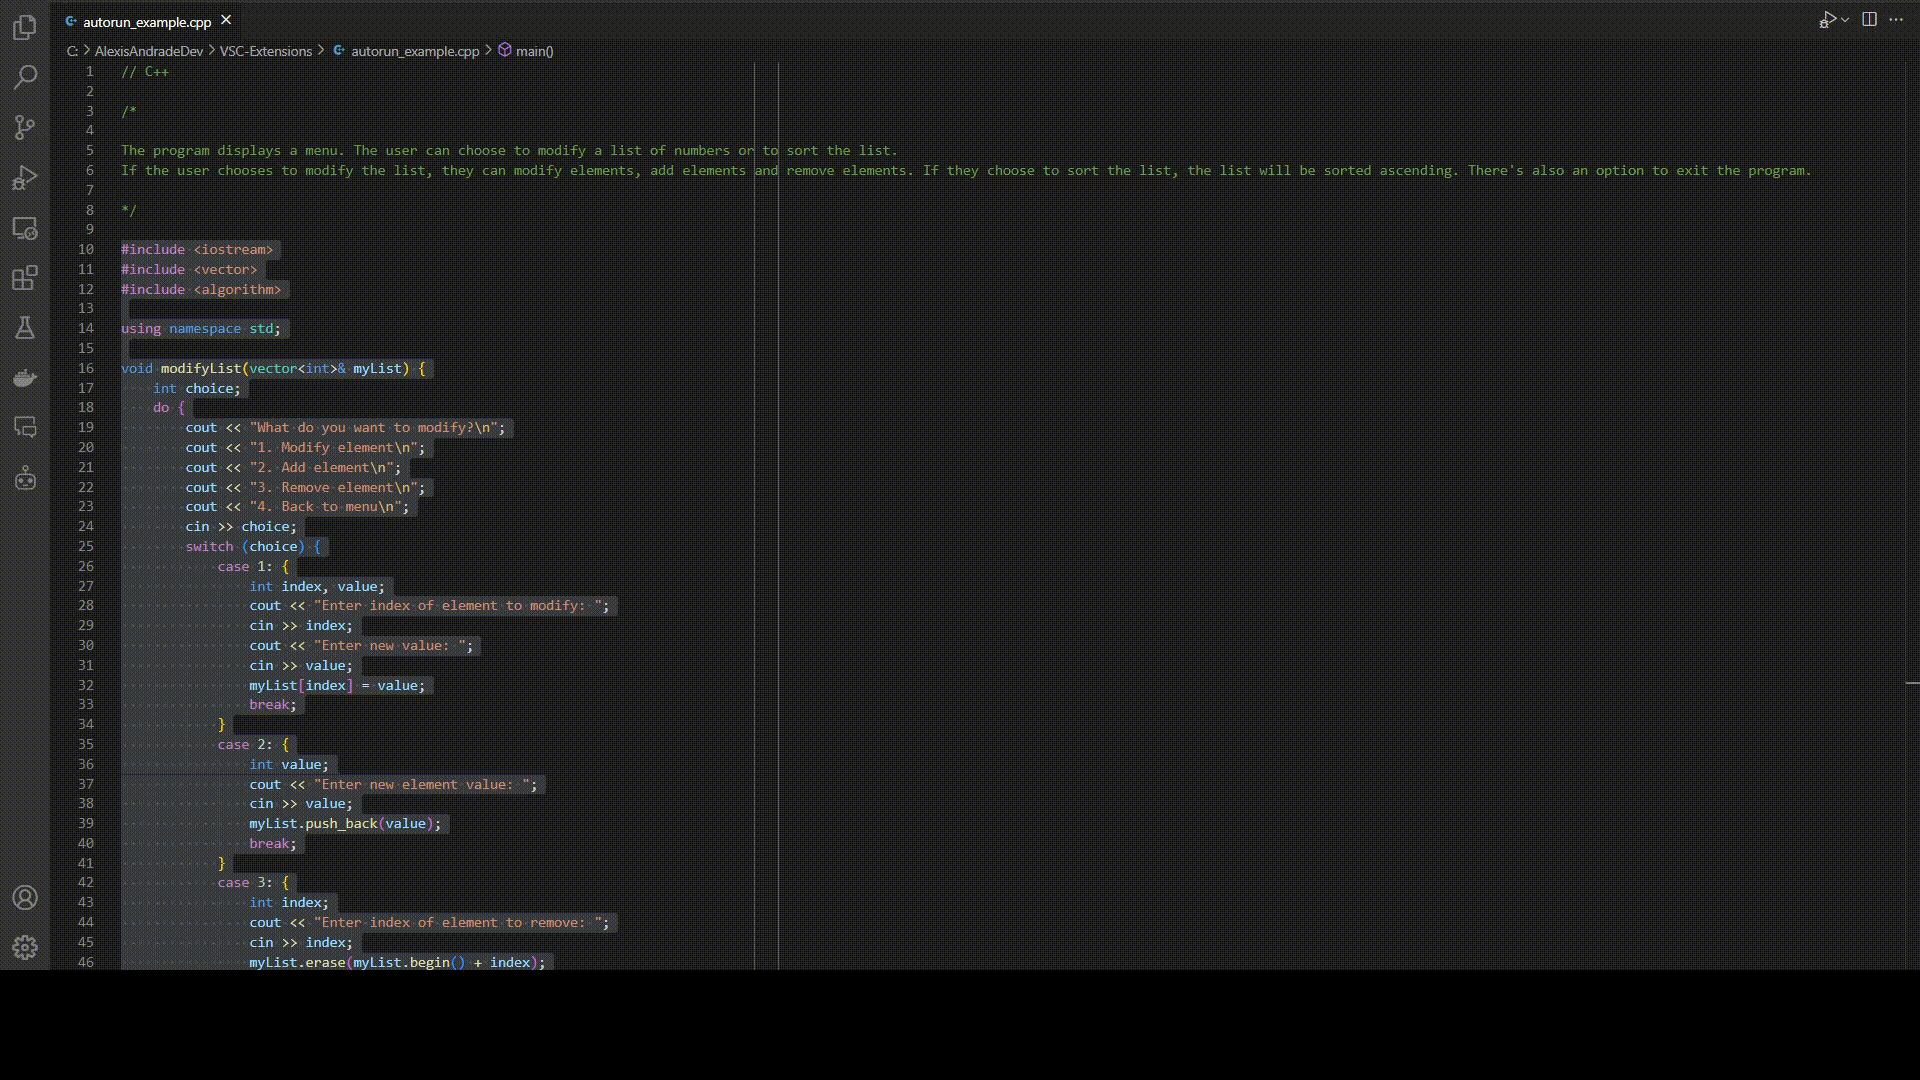 autorun_example.cpp
C: > AlexisAndradeDev > VSC-Extensions > autorun_example.cpp > main()
1 // C++
2
3 /*
4
5 The program displays a menu. The user can choose to modify a list of numbers or to sort the list.
6 If the user chooses to modify the list, they can modify elements, add elements and remove elements. If they choose to sort the list, the list will be sorted ascending. There's also an option to exit the program.
7
8 */
9
10 #include <iostream>
11 #include <vector>
12 #include <algorithm>
13
14 using namespace std;
15
16 void modifyList(vector<int>& myList) {
17     int choice;
18     do {
19         cout << "What do you want to modify?\n";
20         cout << "1. Modify element\n";
21         cout << "2. Add element\n";
22         cout << "3. Remove element\n";
23         cout << "4. Back to menu\n";
24         cin >> choice;
25         switch (choice) {
26             case 1: {
27                 int index, value;
28                 cout << "Enter index of element to modify: ";
29                 cin >> index;
30                 cout << "Enter new value: ";
31                 cin >> value;
32                 myList[index] = value;
33                 break;
34             }
35             case 2: {
36                 int value;
37                 cout << "Enter new element value: ";
38                 cin >> value;
39                 myList.push_back(value);
40                 break;
41             }
42             case 3: {
43                 int index;
44                 cout << "Enter index of element to remove: ";
45                 cin >> index;
46                 myList.erase(myList.begin() + index);